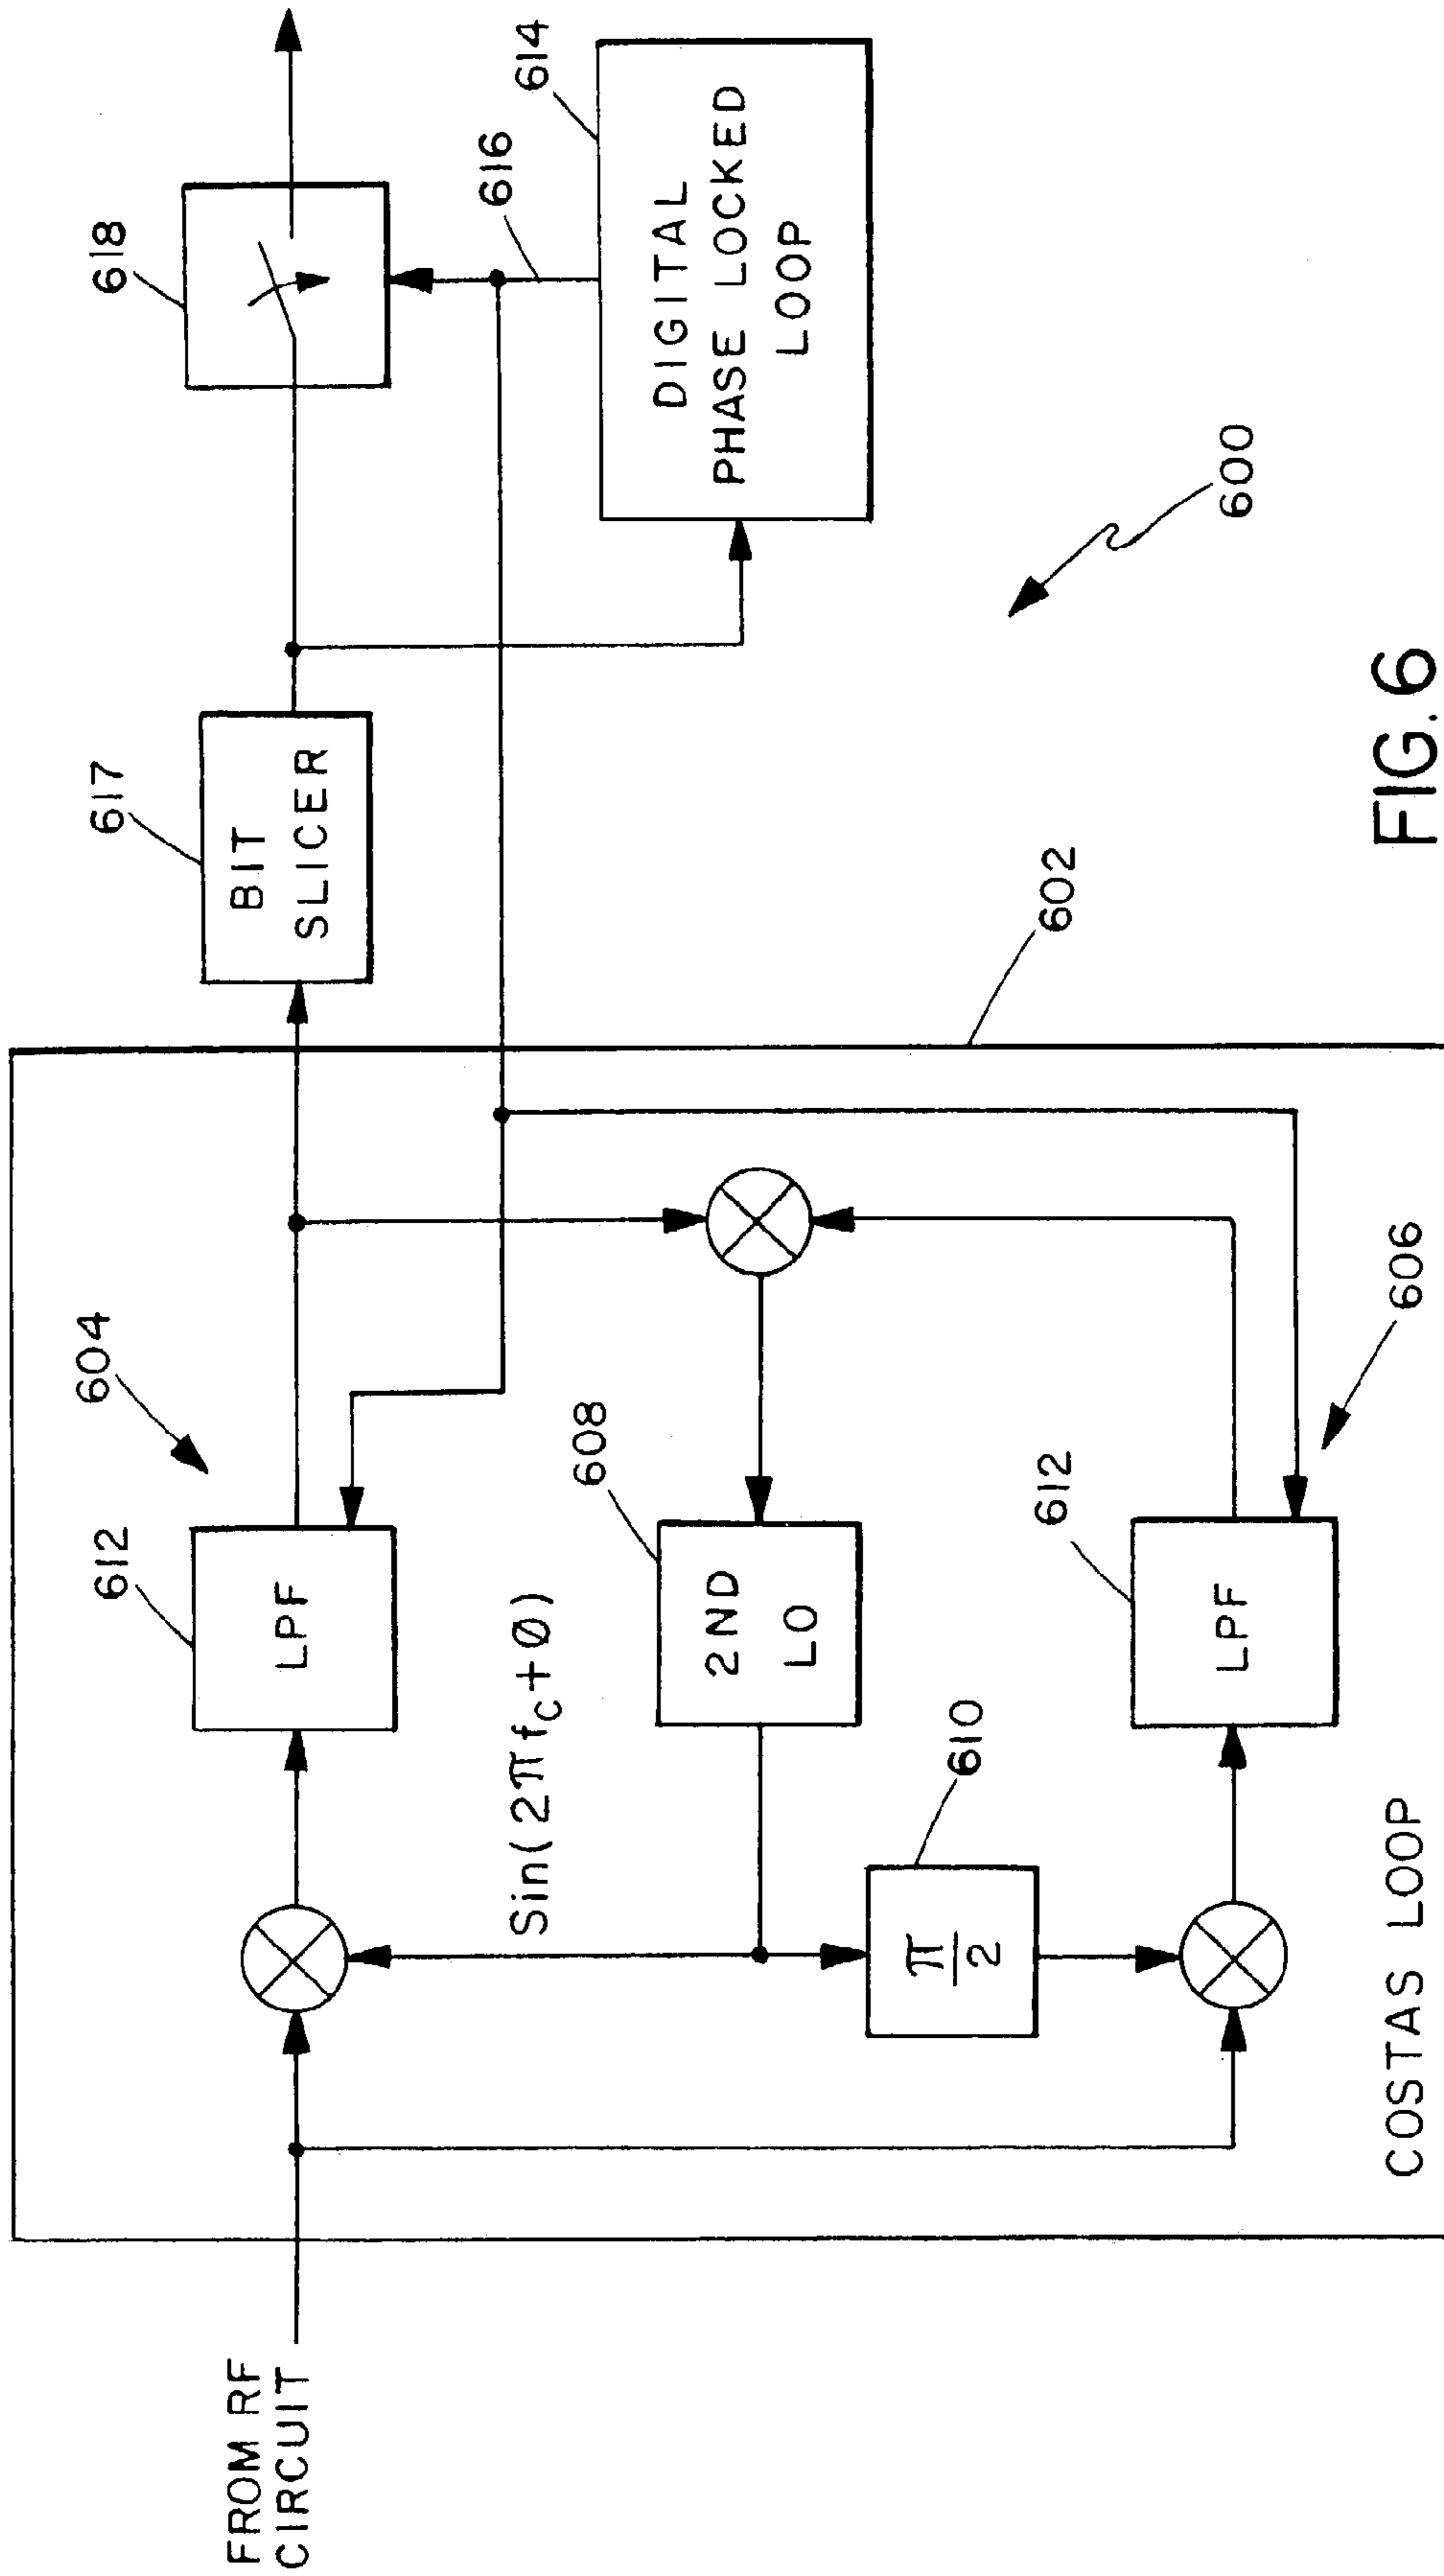 FROM RF
CIRCUIT
604
612
LPF
Sin(2πf_C+Ø)
608
2ND
LO
610
π
2
612
LPF
606
COSTAS LOOP
602
617
BIT
SLICER
618
616
614
DIGITAL
PHASE LOCKED
LOOP
600
FIG. 6